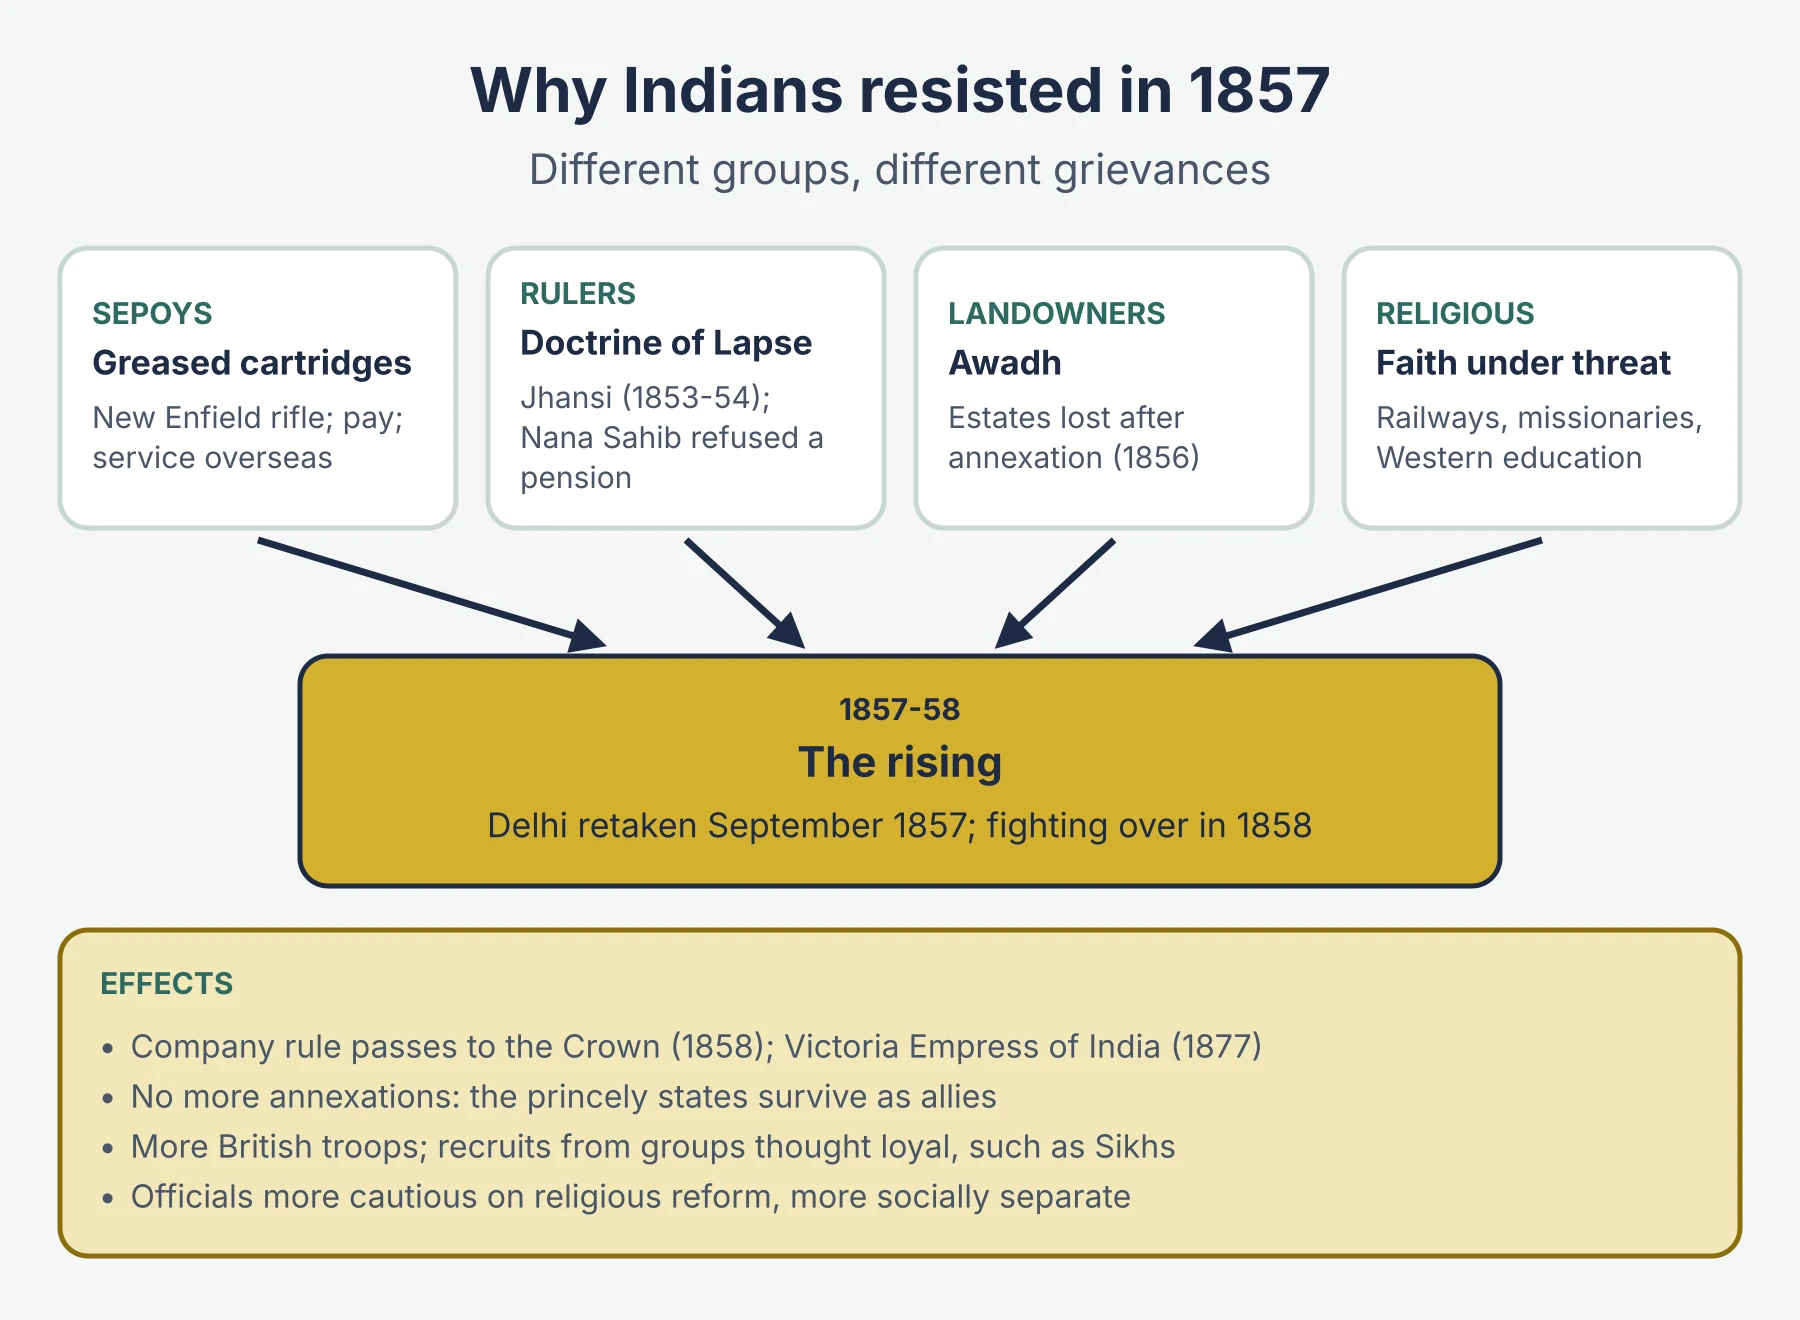 Why Indians resisted in 1857
Different groups, different grievances
SEPOYS
Greased cartridges
New Enfield rifle; pay;
service overseas
RULERS
Doctrine of Lapse
Jhansi (1853-54);
Nana Sahib refused a
pension
LANDOWNERS
Awadh
Estates lost after
annexation (1856)
RELIGIOUS
Faith under threat
Railways, missionaries,
Western education
1857-58
The rising
Delhi retaken September 1857; fighting over in 1858
EFFECTS
• Company rule passes to the Crown (1858); Victoria Empress of India (1877)
• No more annexations: the princely states survive as allies
• More British troops; recruits from groups thought loyal, such as Sikhs
• Officials more cautious on religious reform, more socially separate